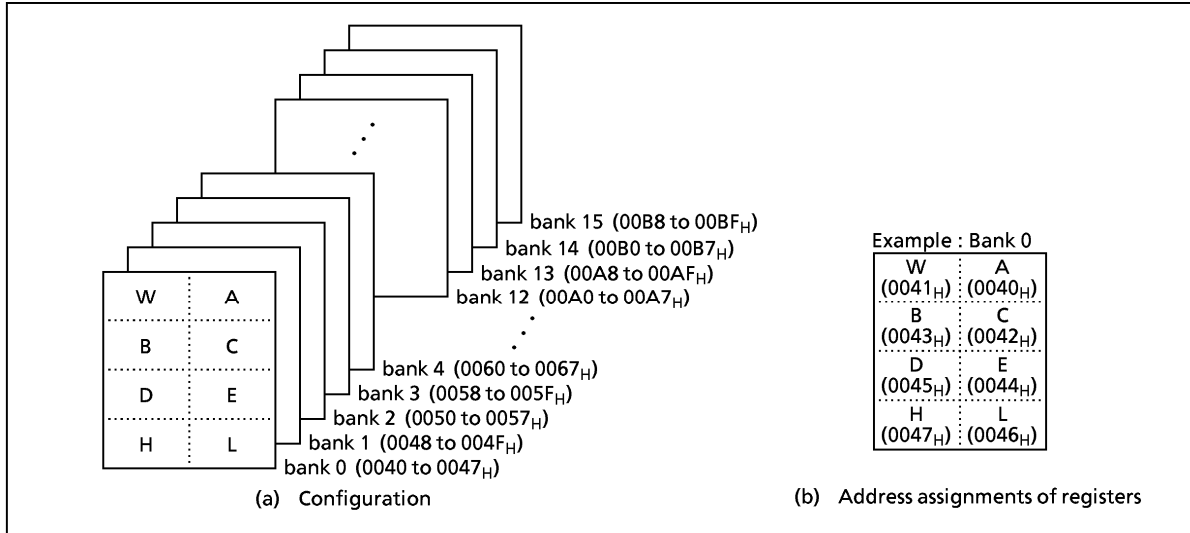 bank 15 (00B8 to 00BFH)
bank 14 (00B0 to 00B7H)
bank 13 (00A8 to 00AFH)
bank 12 (00A0 to 00A7H)
bank 4 (0060 to 0067H)
bank 3 (0058 to 005FH)
bank 2 (0050 to 0057H)
bank 1 (0048 to 004FH)
bank 0 (0040 to 0047H)
W A
B C
D E
H L
(a) Configuration
Example : Bank 0
W A
(0041H) (0040H)
B C
(0043H) (0042H)
D E
(0045H) (0044H)
H L
(0047H) (0046H)
(b) Address assignments of registers